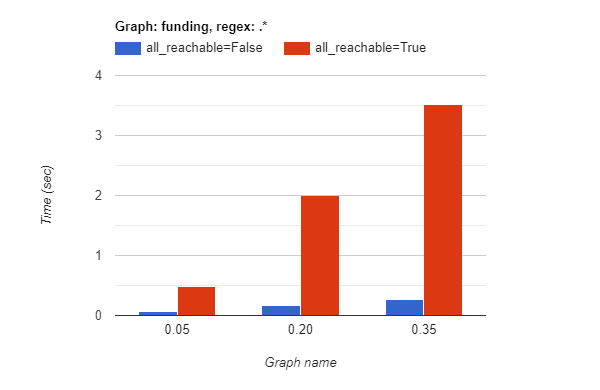 Graph: funding, regex: .*
all_reachable=False all_reachable=True
4
3
2
1
0
Time (sec)
0.05 0.20 0.35
Graph name